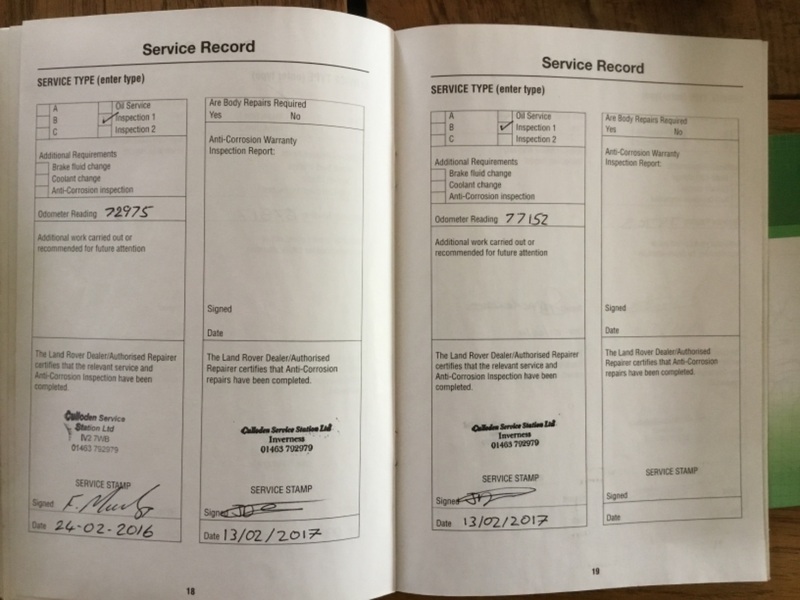 Service Record
SERVICE TYPE (enter type)
A
B
C
Oil Service
Inspection 1
Inspection 2
Additional Requirements
Brake fluid change
Coolant change
Anti-Corrosion inspection
Odometer Reading 72975
Additional work carried out or
recommended for future attention
The Land Rover Dealer/Authorised Repairer
certifies that the relevant service and
Anti-Corrosion Inspection have been
completed.
Culloden Service
Station Ltd
IV2 7WB
01463 792979
SERVICE STAMP
Signed
Date 24-02-2016
Are Body Repairs Required
Yes No
Anti-Corrosion Warranty
Inspection Report:
Signed
Date
The Land Rover Dealer/Authorised
Repairer certifies that Anti-Corrosion
repairs have been completed.
Culloden Service Station Ltd
Inverness
01463 792979
SERVICE STAMP
Signed
Date 13/02/2017
18
Service Record
SERVICE TYPE (enter type)
A
B
C
Oil Service
Inspection 1
Inspection 2
Additional Requirements
Brake fluid change
Coolant change
Anti-Corrosion inspection
Odometer Reading 77152
Additional work carried out or
recommended for future attention
The Land Rover Dealer/Authorised Repairer
certifies that the relevant service and
Anti-Corrosion Inspection have been
completed.
Culloden Service Station Ltd
Inverness
01463 792979
SERVICE STAMP
Signed
Date 13/02/2017
Are Body Repairs Required
Yes No
Anti-Corrosion Warranty
Inspection Report:
Signed
Date
The Land Rover Dealer/Authorised
Repairer certifies that Anti-Corrosion
repairs have been completed.
SERVICE STAMP
Signed
Date
19